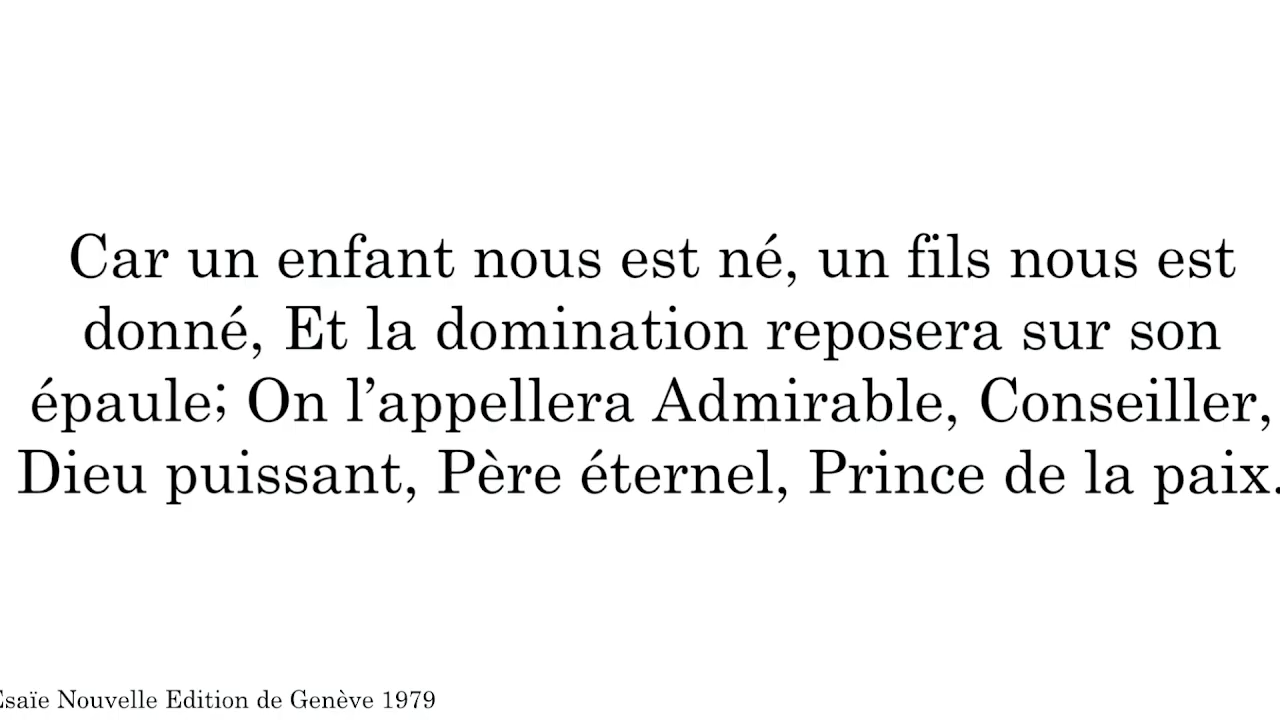 Car un enfant nous est né, un fils nous est
donné, Et la domination reposera sur son
épaule; On l’appellera Admirable, Conseiller,
Dieu puissant, Père éternel, Prince de la paix.
Esaïe Nouvelle Edition de Genève 1979